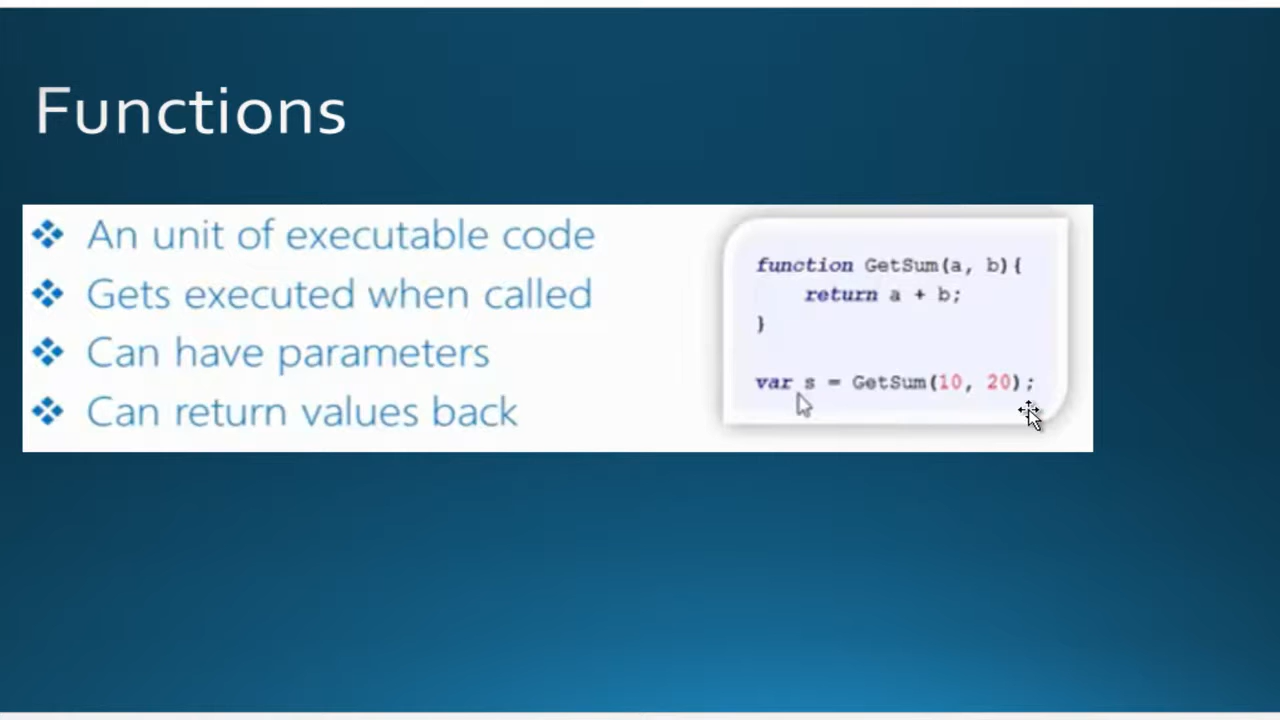 Functions
An unit of executable code
Gets executed when called
Can have parameters
Can return values back
function GetSum(a, b){
return a + b;
}
var s = GetSum(10, 20);